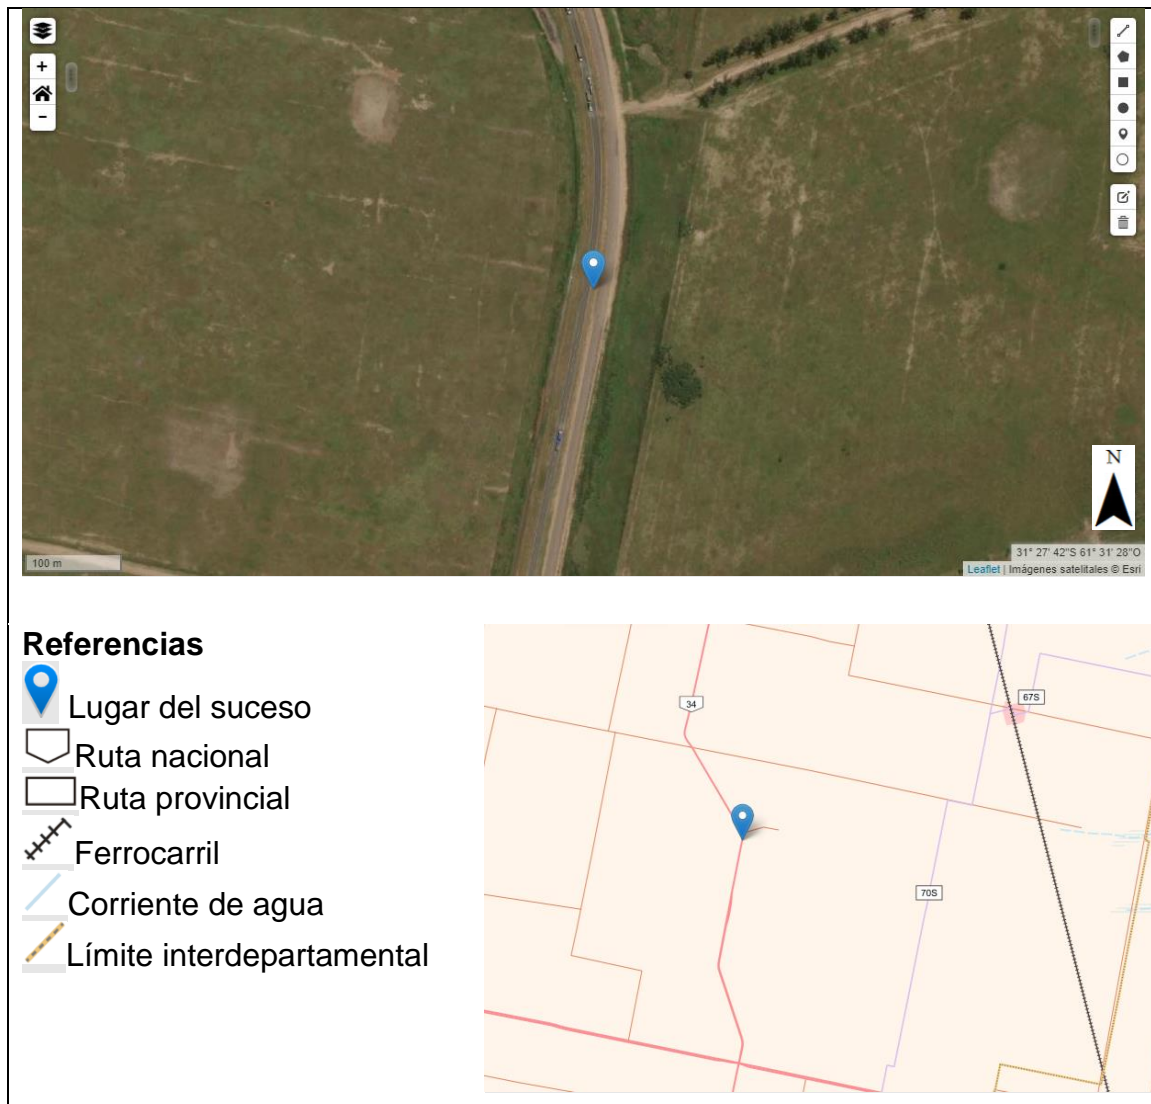 +
-
N
100 m
31° 27' 42"S 61° 31' 28"O
Leaflet | Imágenes satelitales © Esri
Referencias
Lugar del suceso
Ruta nacional
Ruta provincial
Ferrocarril
Corriente de agua
Límite interdepartamental
34
67S
70S